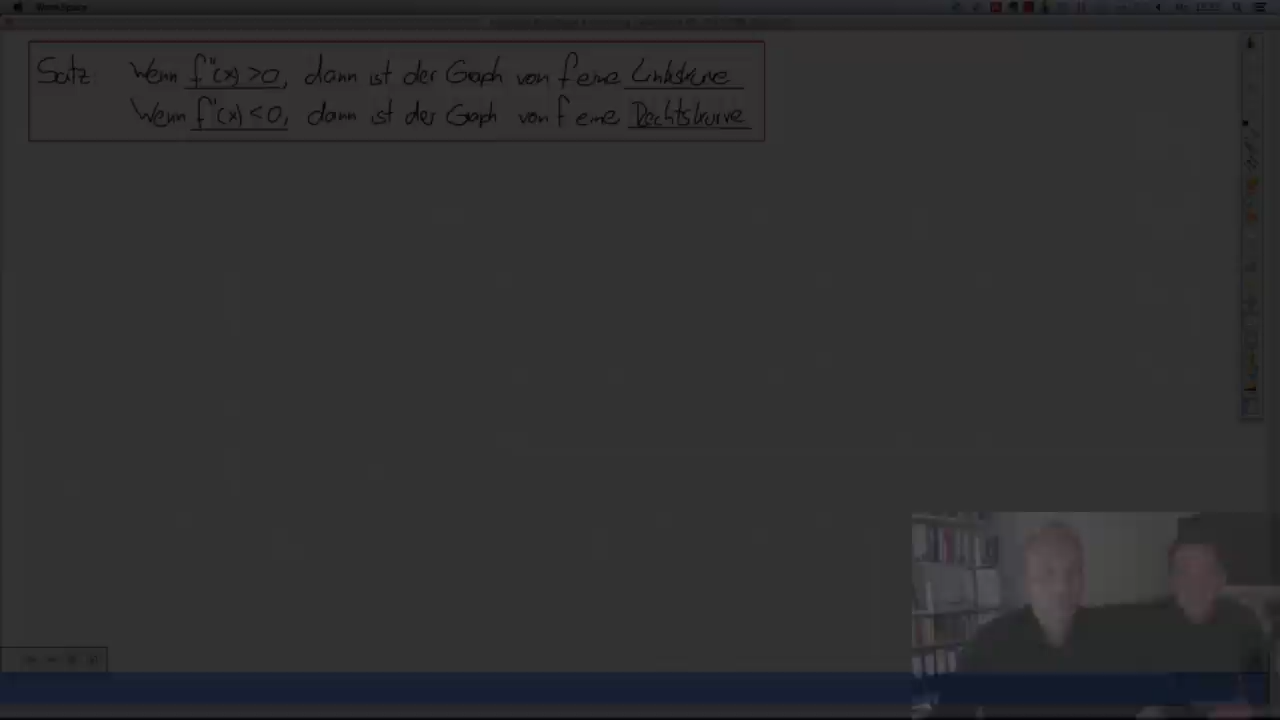 Satz: Wenn f''(x) > 0, dann ist der Graph von f eine Linkskurve
Wenn f''(x) < 0, dann ist der Graph von f eine Rechtskurve